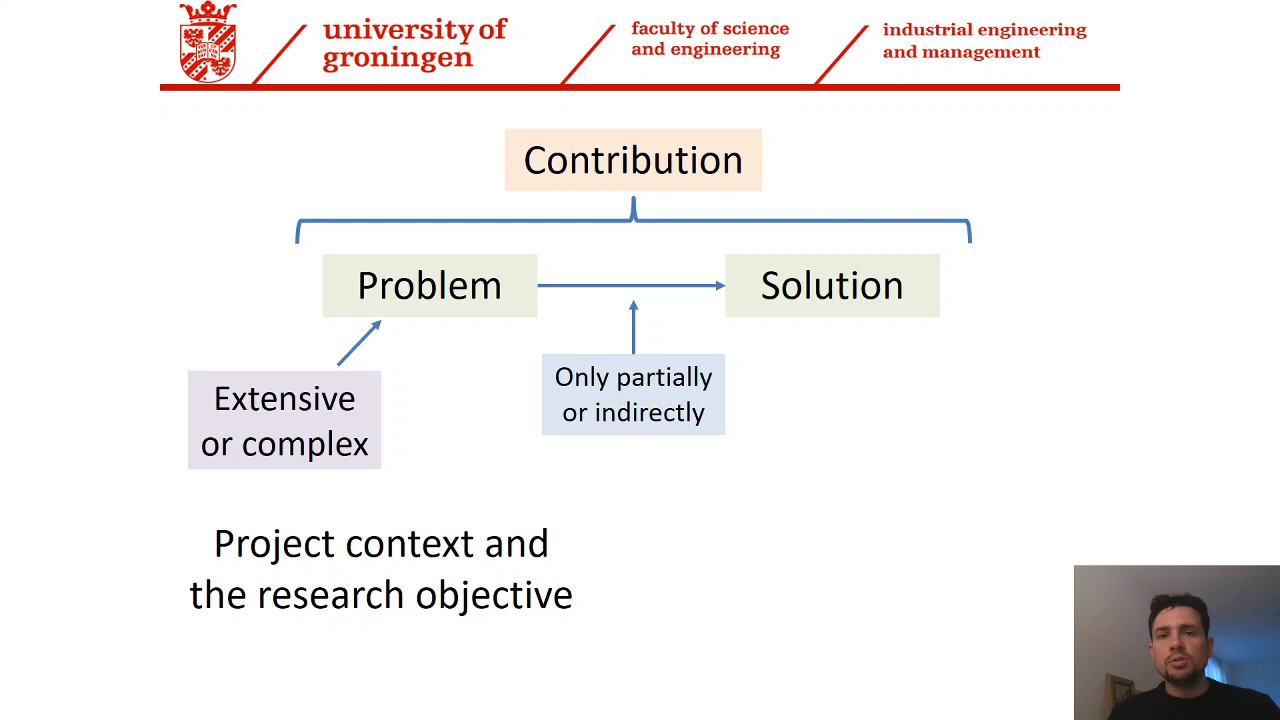 university of
groningen
faculty of science
and engineering
industrial engineering
and management
Contribution
Problem
Solution
Extensive
or complex
Only partially
or indirectly
Project context and
the research objective